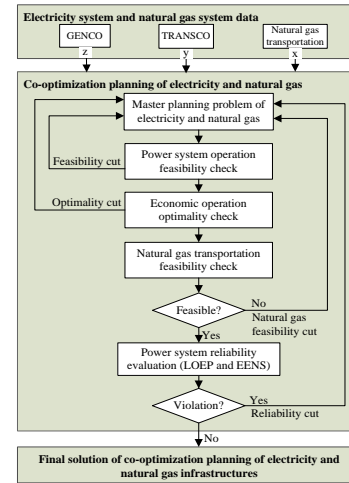 Electricity system and natural gas system data
GENCO
TRANSCO
Natural gas
transportation
z
y
x
Co-optimization planning of electricity and natural gas
Master planning problem of
electricity and natural gas
Feasibility cut
Power system operation
feasibility check
Optimality cut
Economic operation
optimality check
Natural gas transportation
feasibility check
Feasible?
No
Natural gas
feasibility cut
Yes
Power system reliability
evaluation (LOEP and EENS)
Violation?
Yes
Reliability cut
No
Final solution of co-optimization planning of electricity and
natural gas infrastructures